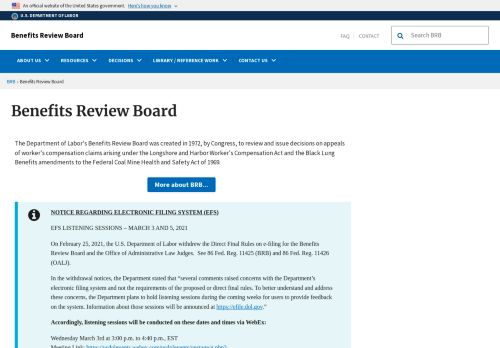 An official website of the United States government. Here's how you know
U.S. DEPARTMENT OF LABOR
Benefits Review Board
FAQ CONTACT
Search BRB
ABOUT US RESOURCES DECISIONS LIBRARY / REFERENCE WORK CONTACT US
BRB › Benefits Review Board
Benefits Review Board
The Department of Labor's Benefits Review Board was created in 1972, by Congress, to review and issue decisions on appeals
of worker's compensation claims arising under the Longshore and Harbor Worker's Compensation Act and the Black Lung
Benefits amendments to the Federal Coal Mine Health and Safety Act of 1969.
More about BRB...
NOTICE REGARDING ELECTRONIC FILING SYSTEM (EFS)
EFS LISTENING SESSIONS – MARCH 3 AND 5, 2021
On February 25, 2021, the U.S. Department of Labor withdrew the Direct Final Rules on e-filing for the Benefits
Review Board and the Office of Administrative Law Judges. See 86 Fed. Reg. 11425 (BRB) and 86 Fed. Reg. 11426
(OALJ).
In the withdrawal notices, the Department stated that "several comments raised concerns with the Department's
electronic filing system and not the requirements of the proposed or direct final rules. To better understand and address
these concerns, the Department plans to hold listening sessions during the coming weeks for users to provide feedback
on the system. Information about those sessions will be announced at https://efile.dol.gov."
Accordingly, listening sessions will be conducted on these dates and times via WebEx:
Wednesday March 3rd at 3:00 p.m. to 4:40 p.m., EST